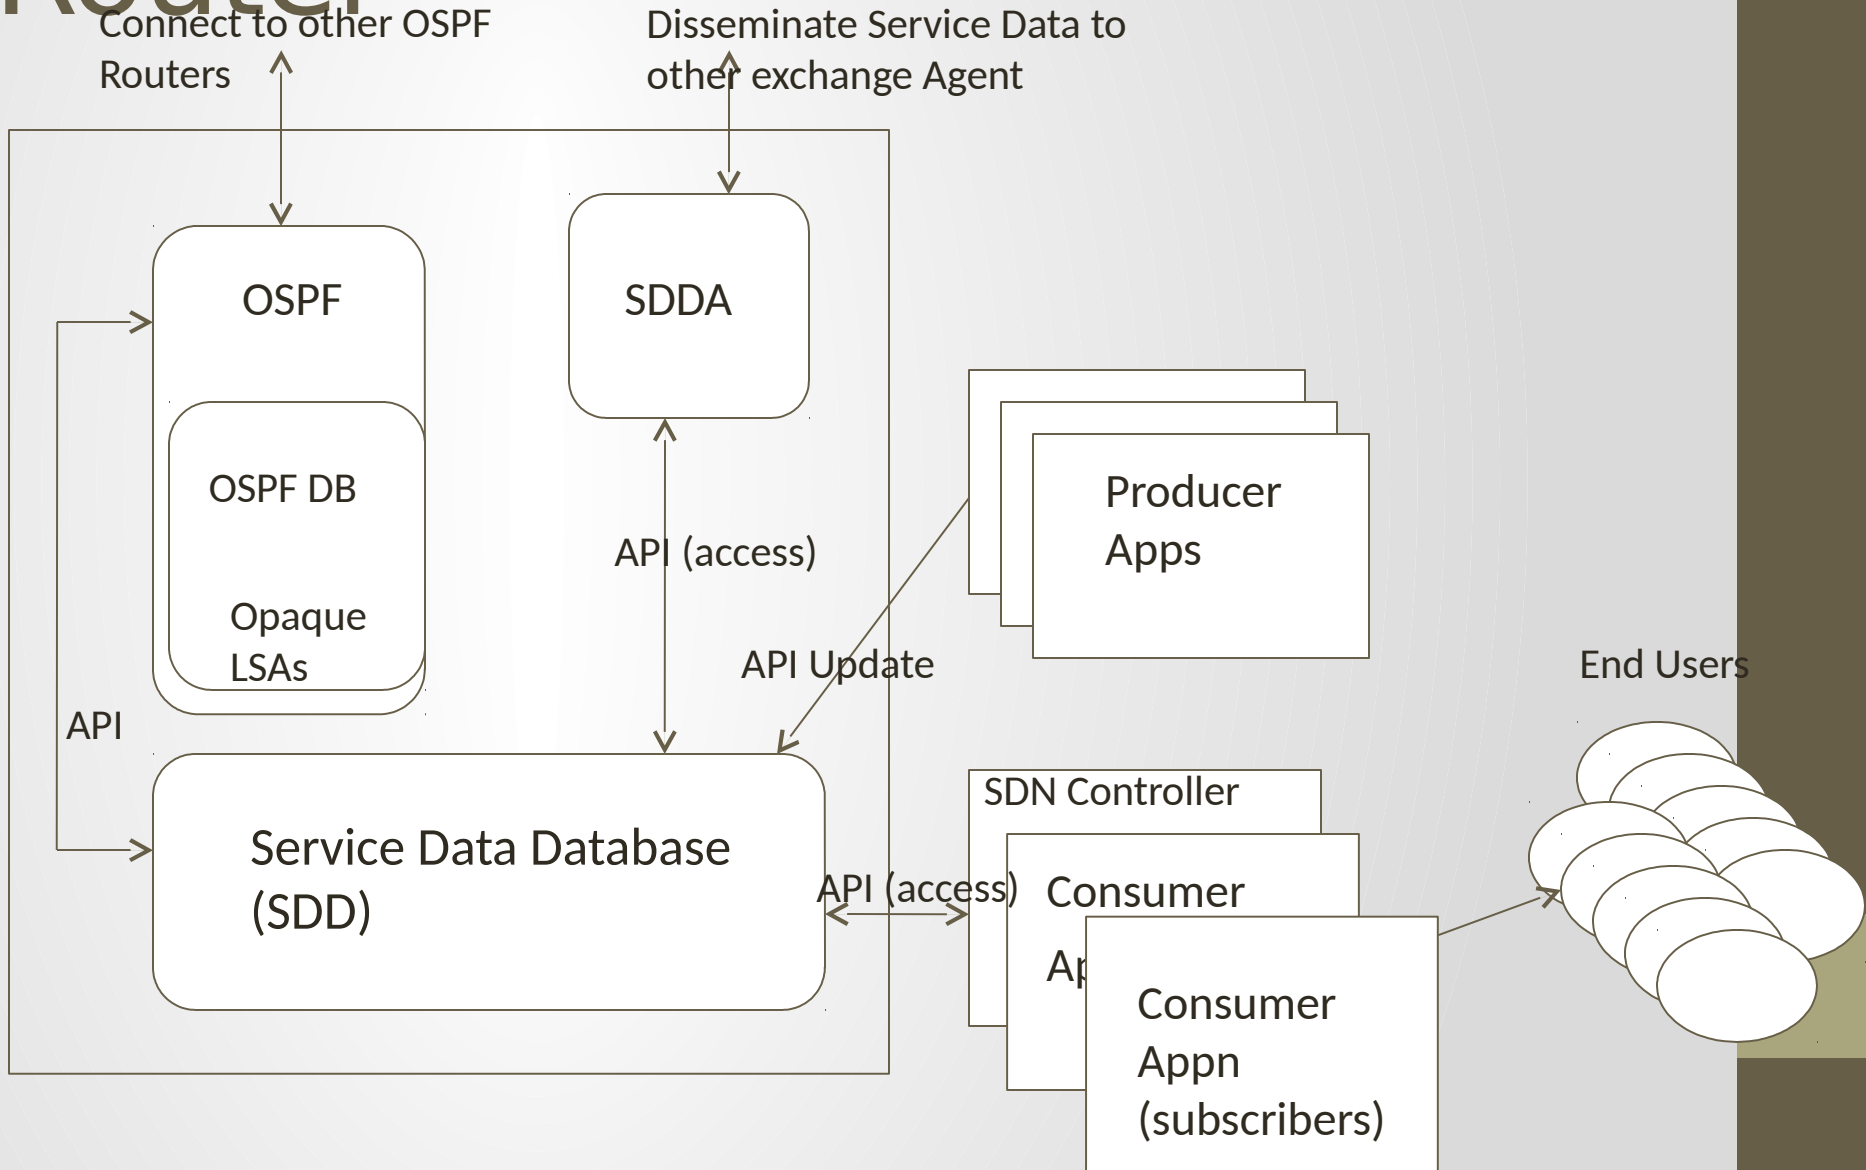 Router
Connect to other OSPF
Routers
Disseminate Service Data to
other exchange Agent
OSPF
SDDA
OSPF DB
Opaque
LSAs
API (access)
Producer
Apps
API Update
End Users
API
SDN Controller
Service Data Database
(SDD)
API (access)
Consumer
Ap
Consumer
Appn
(subscribers)